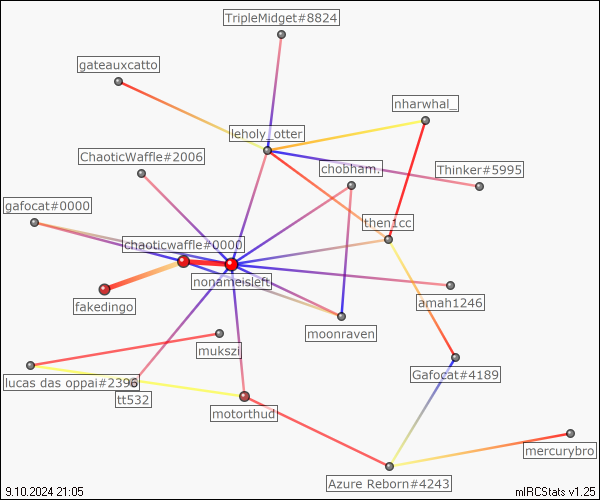 TripleMidget#8824
gateauxcatto
nharwhal_
leholy_otter
ChaoticWaffle#2006
chobham.
Thinker#5995
gafocat#0000
then1cc
chaoticwaffle#0000
nonameisleft
amah1246
fakedingo
moonraven
mukszi
Gafocat#4189
lucas das oppai#2396
tt532
motorthud
mercurybro
Azure Reborn#4243
9.10.2024 21:05
mIRCStats v1.25